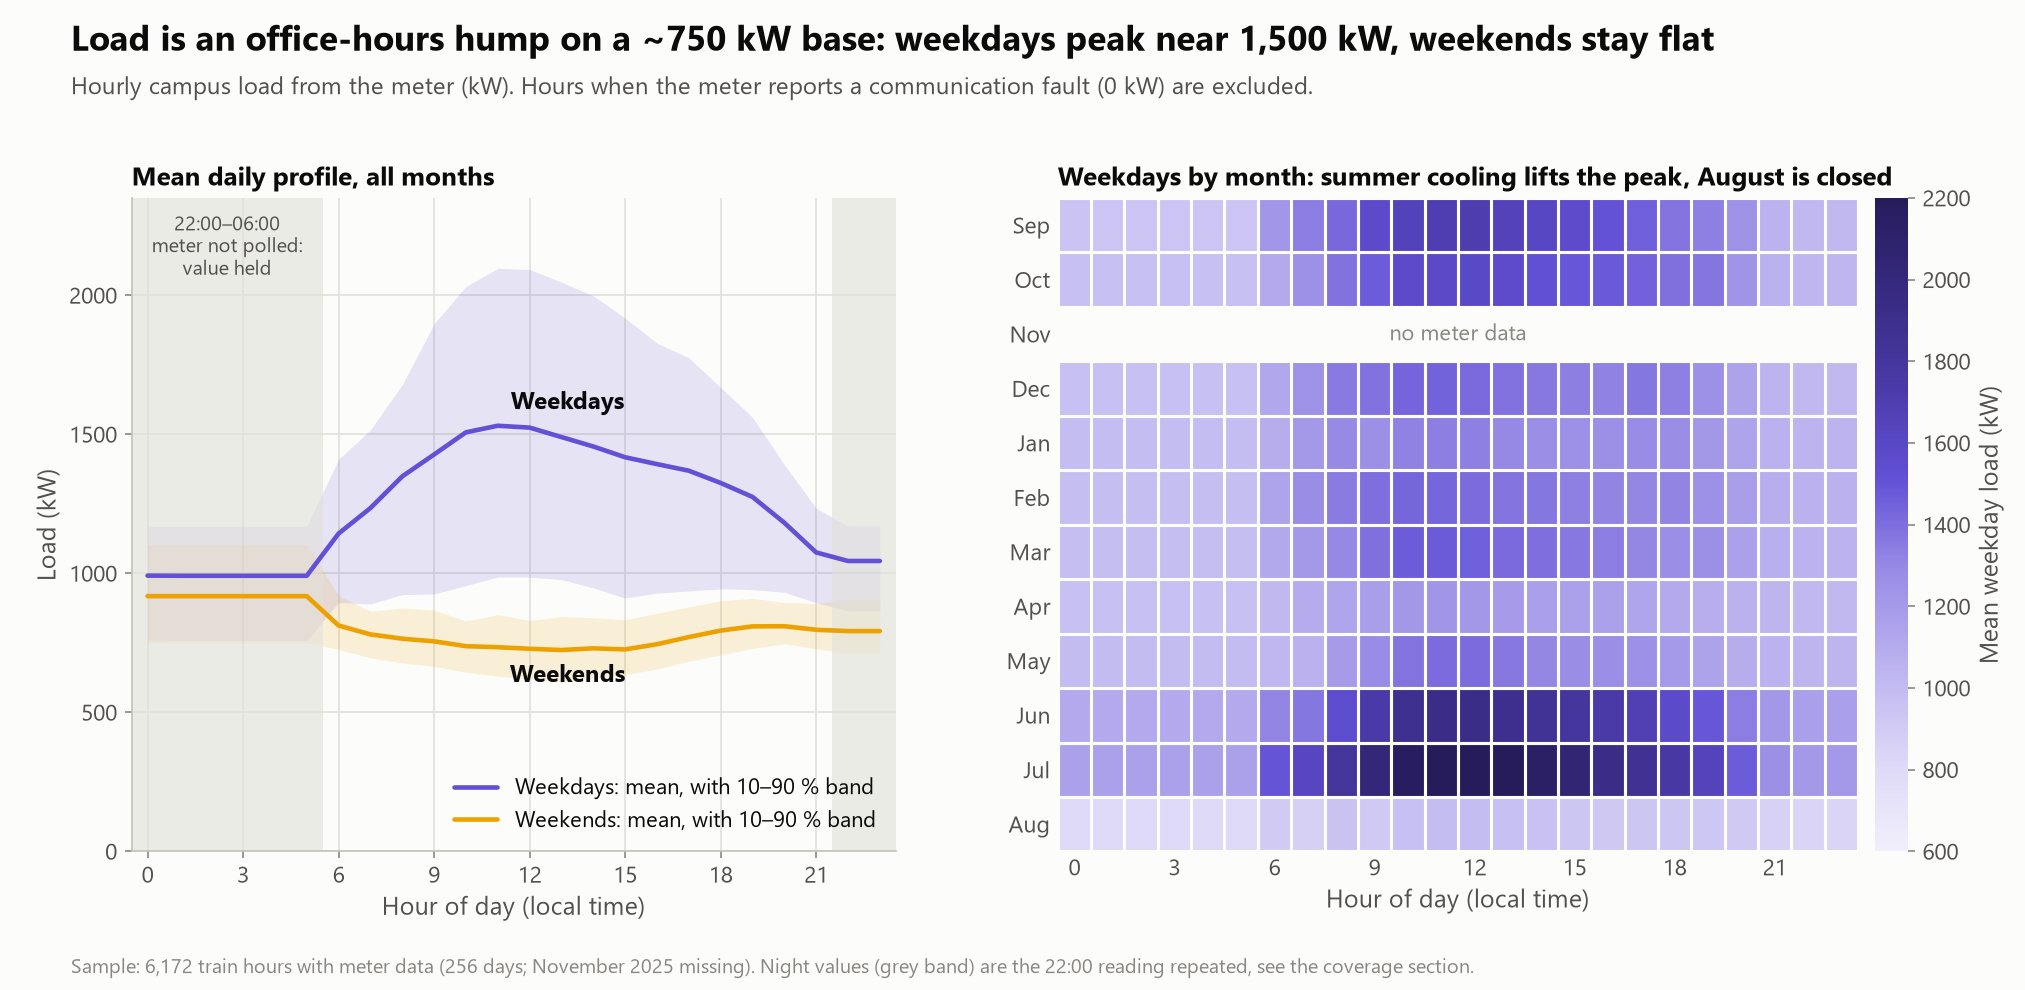 Load is an office-hours hump on a ~750 kW base: weekdays peak near 1,500 kW, weekends stay flat
Hourly campus load from the meter (kW). Hours when the meter reports a communication fault (0 kW) are excluded.
Mean daily profile, all months
22:00–06:00
meter not polled:
value held
2000
1500
1000
500
0
Load (kW)
Weekdays
Weekends
Weekdays: mean, with 10–90 % band
Weekends: mean, with 10–90 % band
0 3 6 9 12 15 18 21
Hour of day (local time)
Weekdays by month: summer cooling lifts the peak, August is closed
Sep
Oct
Nov
no meter data
Dec
Jan
Feb
Mar
Apr
May
Jun
Jul
Aug
0 3 6 9 12 15 18 21
Hour of day (local time)
2200
2000
1800
1600
1400
1200
1000
800
600
Mean weekday load (kW)
Sample: 6,172 train hours with meter data (256 days; November 2025 missing). Night values (grey band) are the 22:00 reading repeated, see the coverage section.